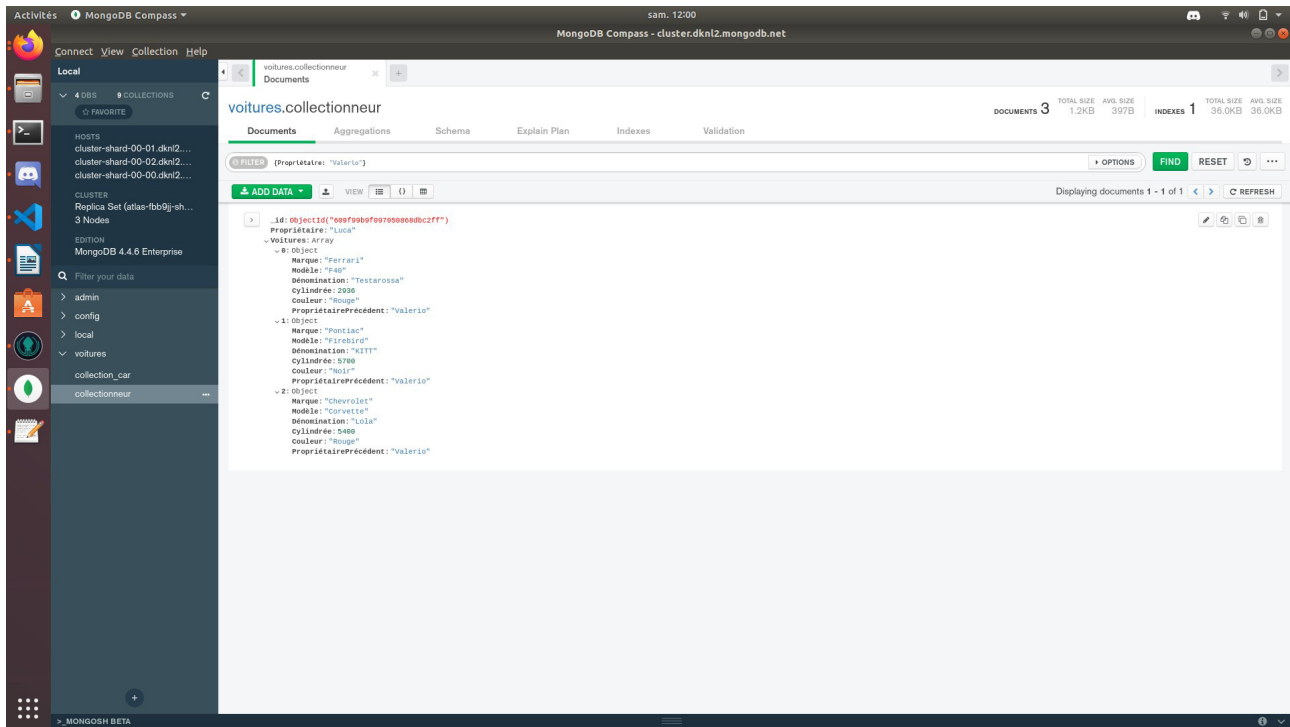 Activités MongoDB Compass sam. 12:00
MongoDB Compass - cluster.dknl2.mongodb.net
Connect View Collection Help
Local
4 DBS 9 COLLECTIONS
FAVORITE
HOSTS
cluster-shard-00-01.dknl2....
cluster-shard-00-02.dknl2....
cluster-shard-00-00.dknl2....
CLUSTER
Replica Set (atlas-fbb9jj-sh...
3 Nodes
EDITION
MongoDB 4.4.6 Enterprise
Filter your data
admin
config
local
voitures
collection_car
collectionneur
>_MONGOSH BETA
voitures.collectionneur
Documents
voitures.collectionneur
DOCUMENTS 3 TOTAL SIZE 1.2KB AVG. SIZE 397B INDEXES 1 TOTAL SIZE 36.0KB AVG. SIZE 36.0KB
Documents Aggregations Schema Explain Plan Indexes Validation
FILTER {Propriétaire: "Valerio"} OPTIONS FIND RESET
ADD DATA VIEW {} Displaying documents 1 - 1 of 1 REFRESH
_id: ObjectId("609f99b9f097050866dbc2ff")
Propriétaire: "Luca"
Voitures: Array
0: Object
Marque: "Ferrari"
Modèle: "F40"
Dénomination: "Testarossa"
Cylindrée: 2936
Couleur: "Rouge"
PropriétairePrécédent: "Valerio"
1: Object
Marque: "Pontiac"
Modèle: "Firebird"
Dénomination: "KITT"
Cylindrée: 5700
Couleur: "Noir"
PropriétairePrécédent: "Valerio"
2: Object
Marque: "Chevrolet"
Modèle: "Corvette"
Dénomination: "Lola"
Cylindrée: 5400
Couleur: "Rouge"
PropriétairePrécédent: "Valerio"